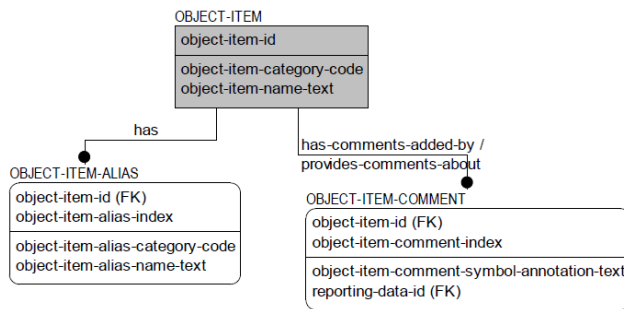 OBJECT-ITEM
object-item-id
object-item-category-code
object-item-name-text
has
has-comments-added-by /
provides-comments-about
OBJECT-ITEM-ALIAS
object-item-id (FK)
object-item-alias-index
object-item-alias-category-code
object-item-alias-name-text
OBJECT-ITEM-COMMENT
object-item-id (FK)
object-item-comment-index
object-item-comment-symbol-annotation-text
reporting-data-id (FK)